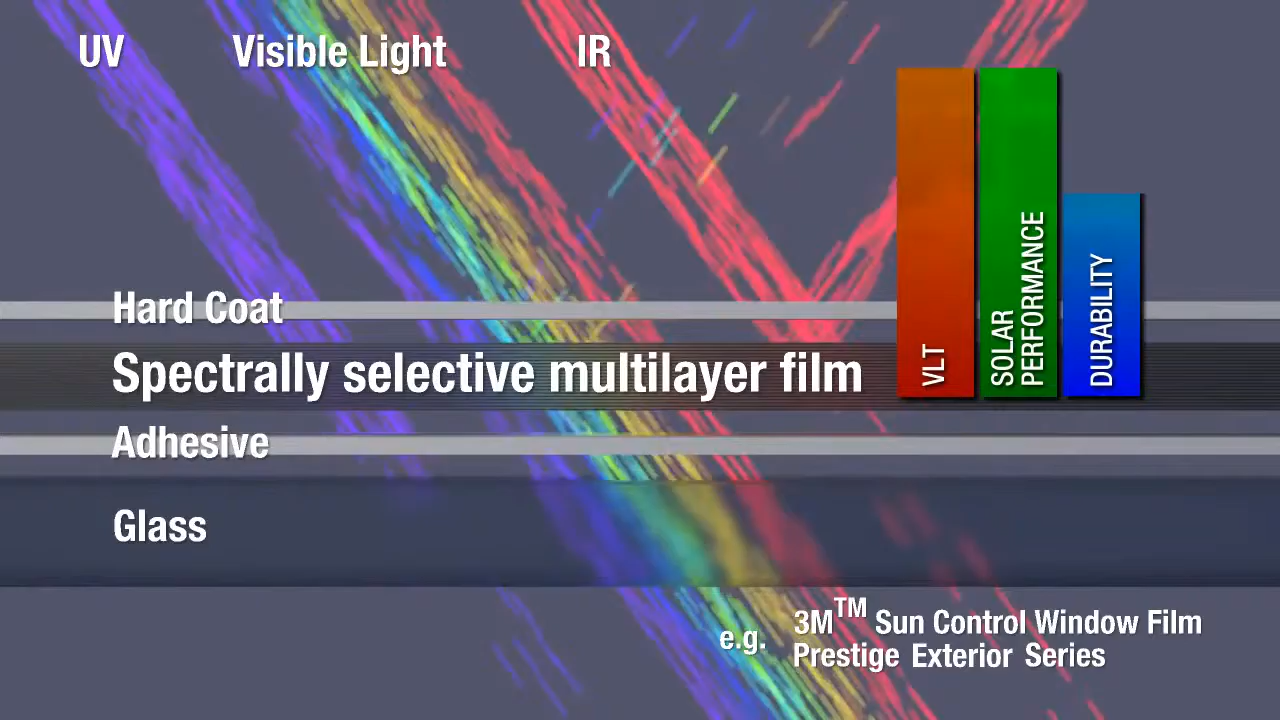 UV
Visible Light
IR
VLT
SOLAR
PERFORMANCE
DURABILITY
Hard Coat
Spectrally selective multilayer film
Adhesive
Glass
e.g.
3M™ Sun Control Window Film
Prestige Exterior Series